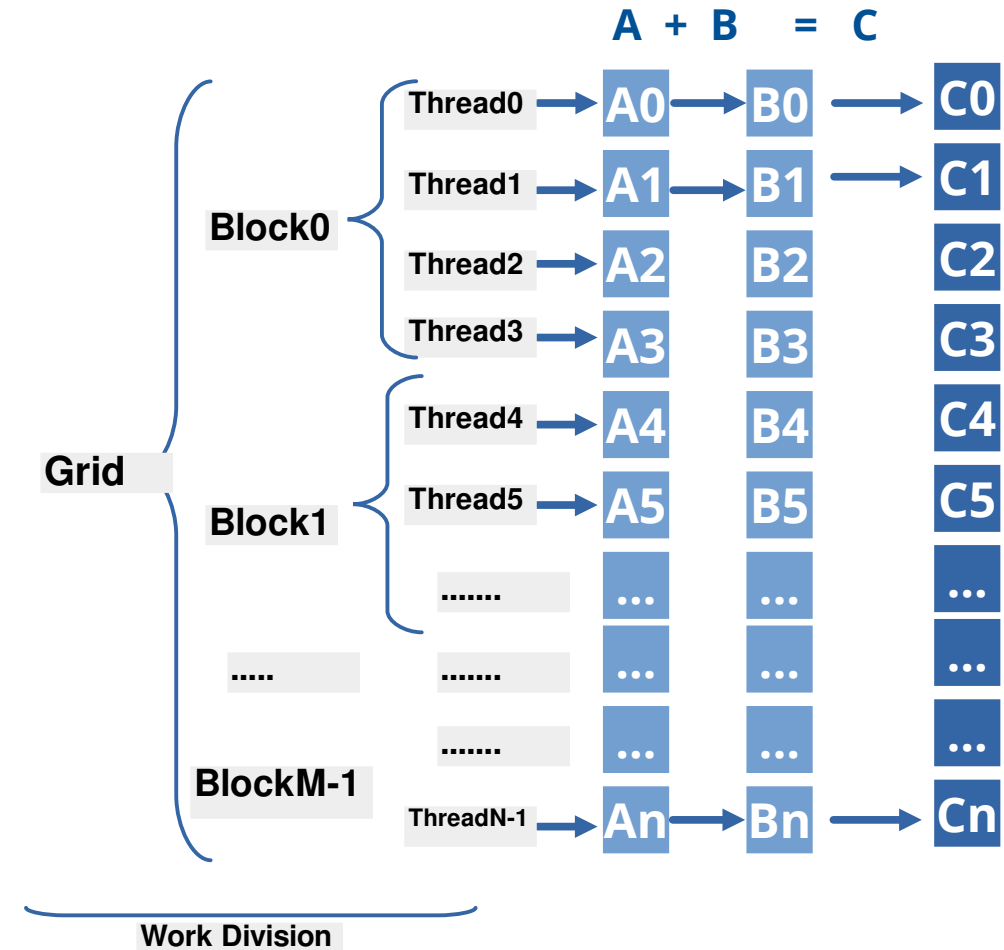 A + B = C
Thread0 A0 B0 C0
Thread1 A1 B1 C1
Block0
Thread2 A2 B2 C2
Thread3 A3 B3 C3
Thread4 A4 B4 C4
Grid
Thread5 A5 B5 C5
Block1
....... ... ... ...
..... ....... ... ... ...
....... ... ... ...
BlockM-1
ThreadN-1 An Bn Cn
Work Division